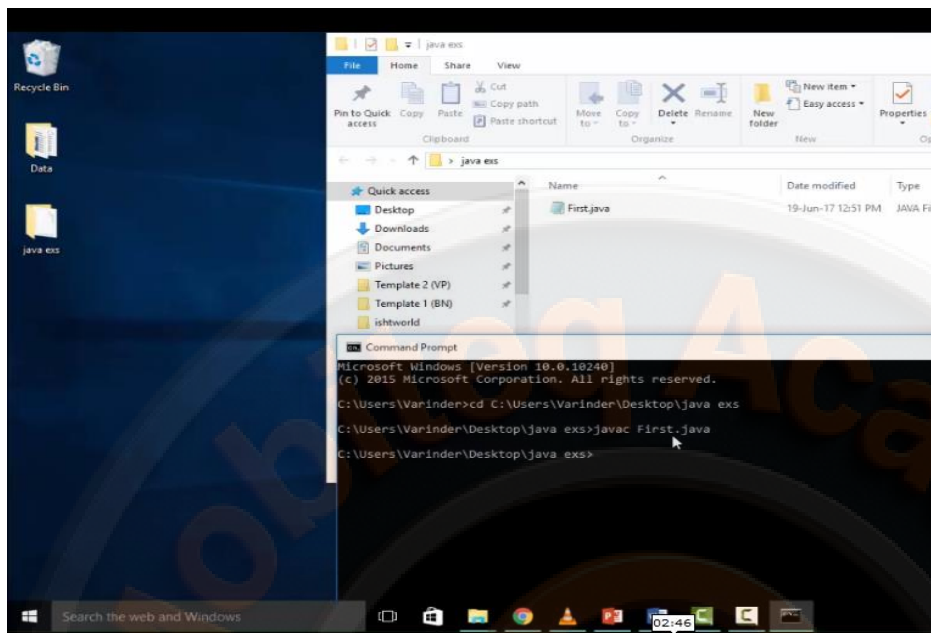 java exs
File Home Share View
Pin to Quick access
Copy
Paste
Cut
Copy path
Paste shortcut
Move to
Copy to
Delete
Rename
New folder
New item
Easy access
Properties
Clipboard
Organize
New
Op
> java exs
Recycle Bin
Data
java exs
Quick access
Desktop
Downloads
Documents
Pictures
Template 2 (VP)
Template 1 (BN)
ishtworld
Name Date modified Type
First.java 19-Jun-17 12:51 PM JAVA Fi
Command Prompt
Microsoft Windows [Version 10.0.10240]
(c) 2015 Microsoft Corporation. All rights reserved.
C:\Users\Varinder>cd C:\Users\Varinder\Desktop\java exs
C:\Users\Varinder\Desktop\java exs>javac First.java
C:\Users\Varinder\Desktop\java exs>
Search the web and Windows
02:46